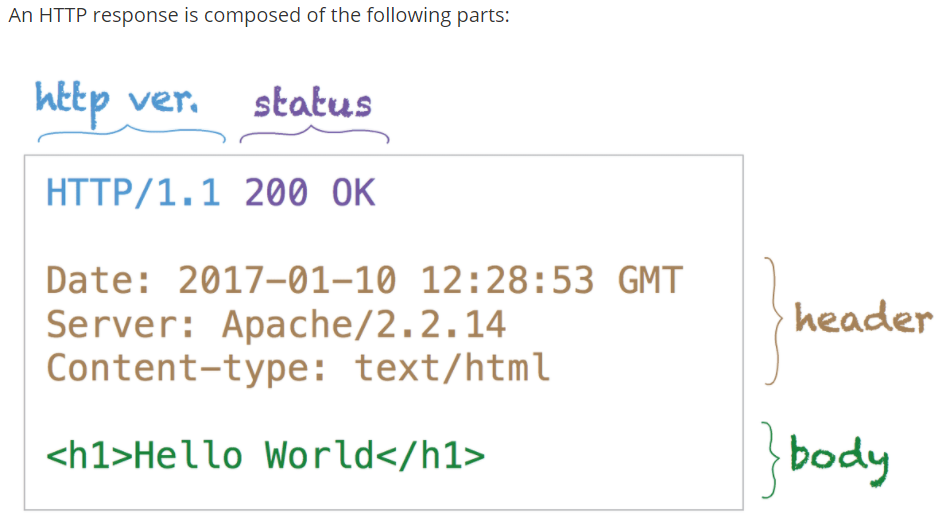 An HTTP response is composed of the following parts:
http ver. status
HTTP/1.1 200 OK
Date: 2017-01-10 12:28:53 GMT
Server: Apache/2.2.14
Content-type: text/html
header
<h1>Hello World</h1>
body